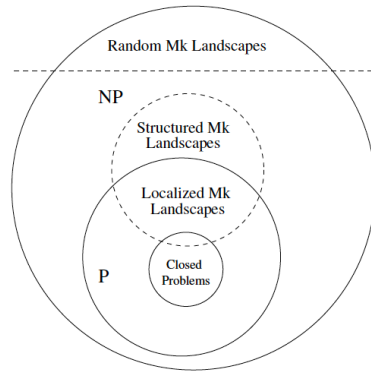 Random Mk Landscapes
NP
Structured Mk
Landscapes
Localized Mk
Landscapes
Closed
Problems
P